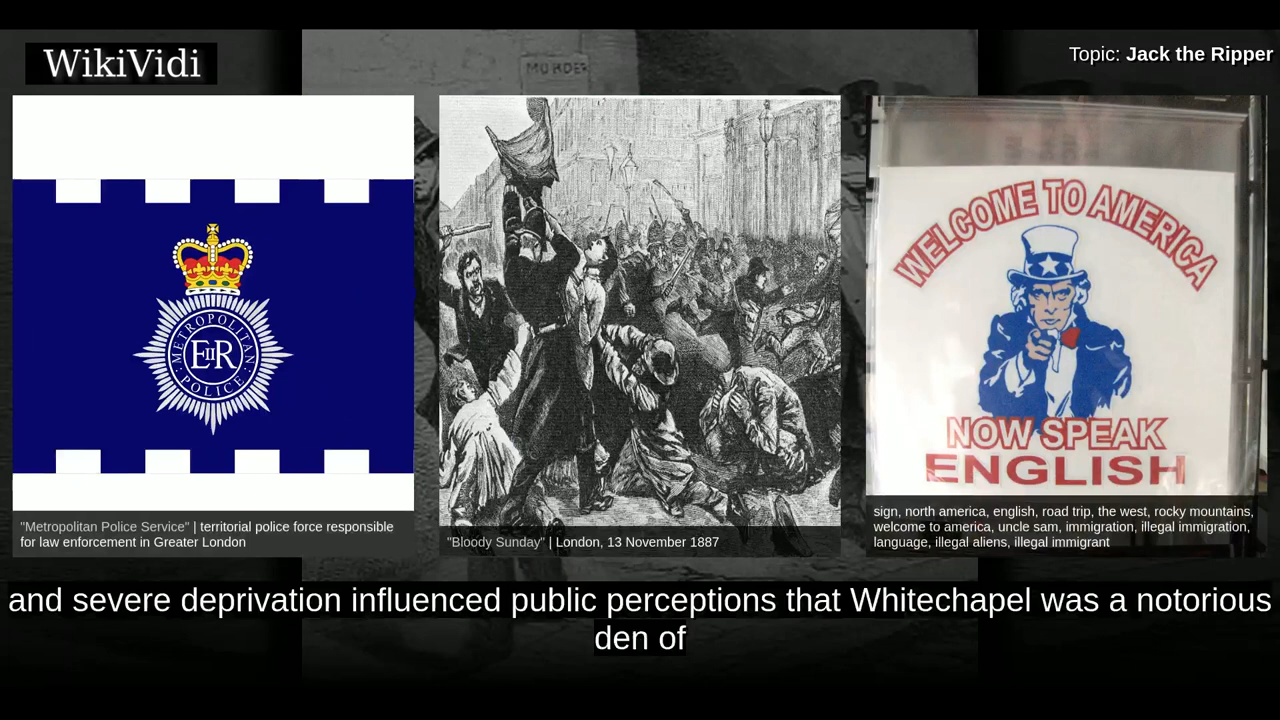 WikiVidi
Topic: Jack the Ripper
MURDER
METROPOLITAN
EIIR
POLICE
"Metropolitan Police Service" | territorial police force responsible
for law enforcement in Greater London
"Bloody Sunday" | London, 13 November 1887
WELCOME TO AMERICA
NOW SPEAK
ENGLISH
sign, north america, english, road trip, the west, rocky mountains,
welcome to america, uncle sam, immigration, illegal immigration,
language, illegal aliens, illegal immigrant
and severe deprivation influenced public perceptions that Whitechapel was a notorious
den of